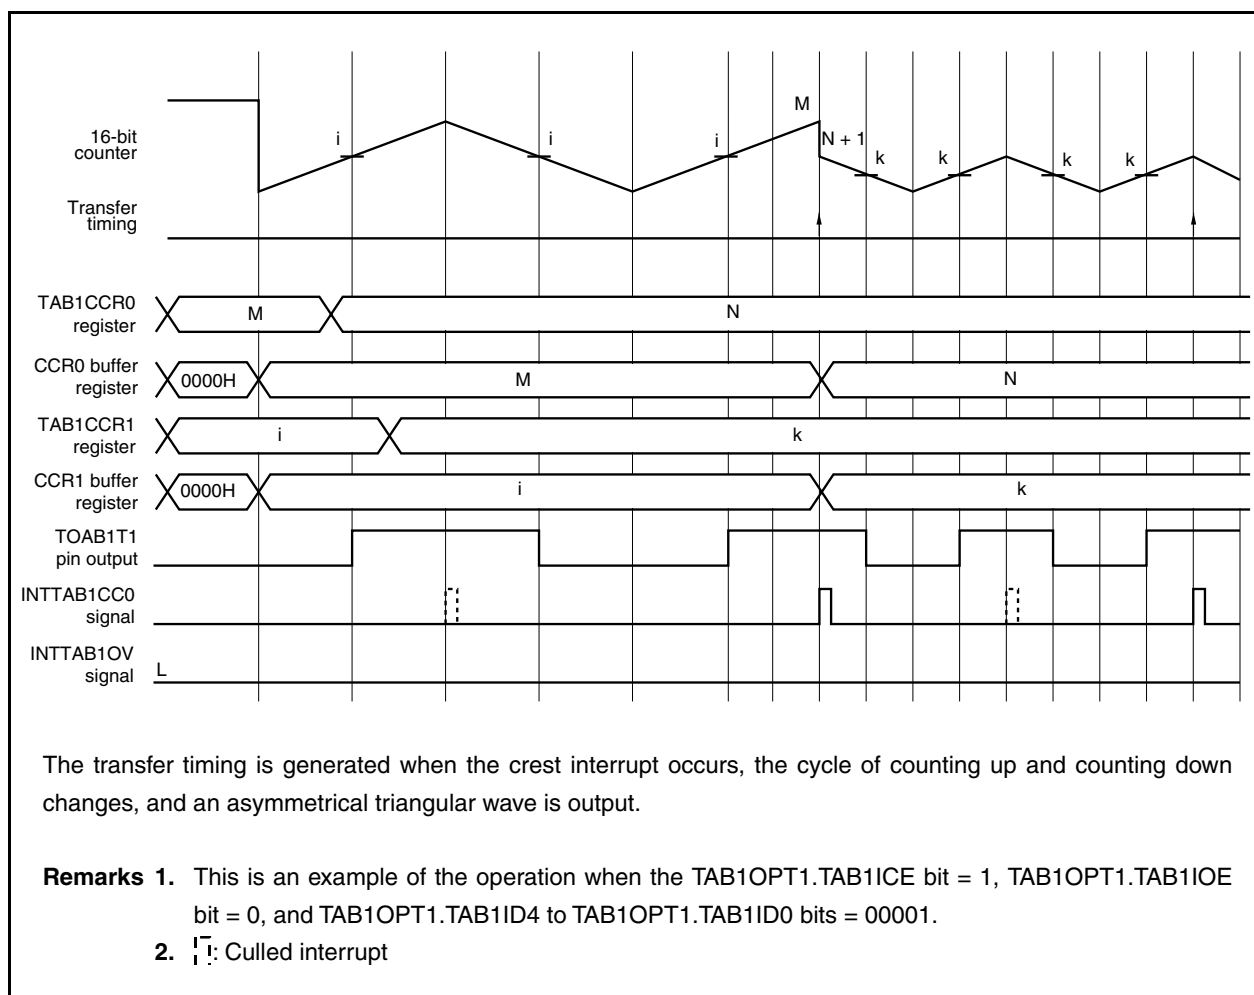 M
i i i N + 1
16-bit
counter
k k k k
Transfer
timing
TAB1CCR0
register
M N
CCR0 buffer
register
0000H M N
TAB1CCR1
register
i k
CCR1 buffer
register
0000H i k
TOAB1T1
pin output
INTTAB1CC0
signal
INTTAB1OV
signal
L
The transfer timing is generated when the crest interrupt occurs, the cycle of counting up and counting down
changes, and an asymmetrical triangular wave is output.
Remarks 1. This is an example of the operation when the TAB1OPT1.TAB1ICE bit = 1, TAB1OPT1.TAB1IOE
bit = 0, and TAB1OPT1.TAB1ID4 to TAB1OPT1.TAB1ID0 bits = 00001.
2. : Culled interrupt